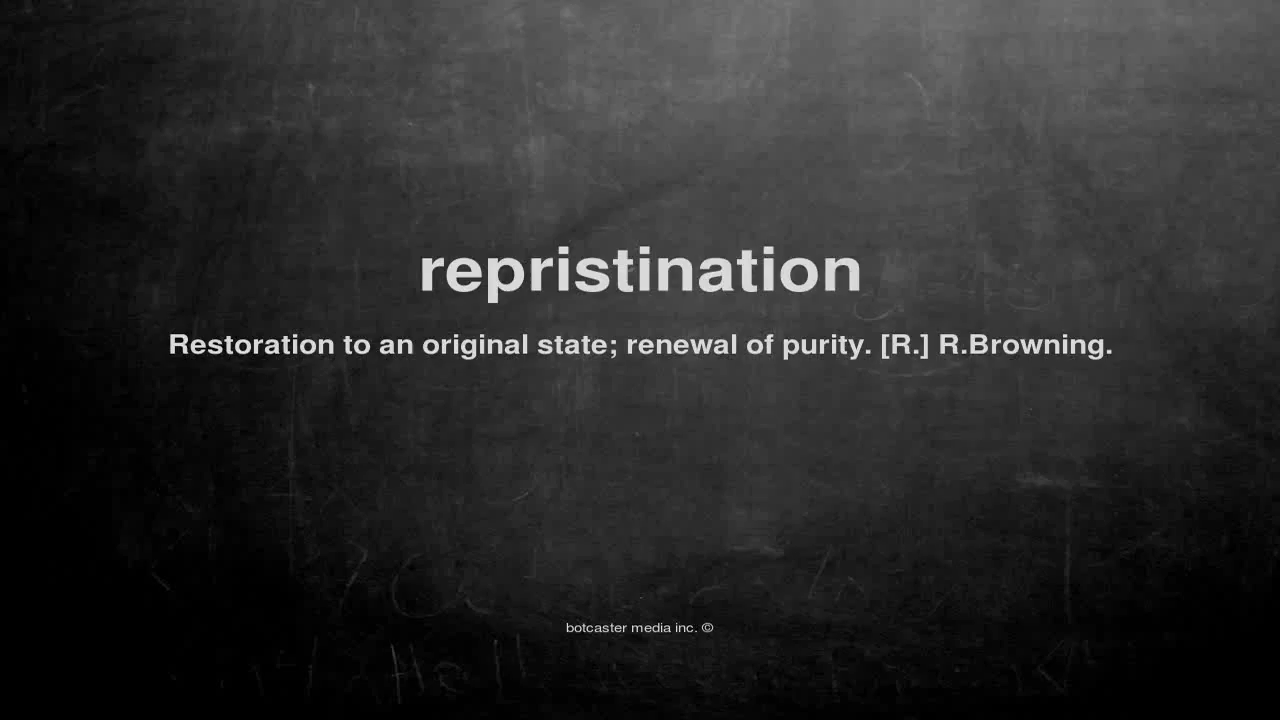 repristination
Restoration to an original state; renewal of purity. [R.] R.Browning.
botcaster media inc. ©